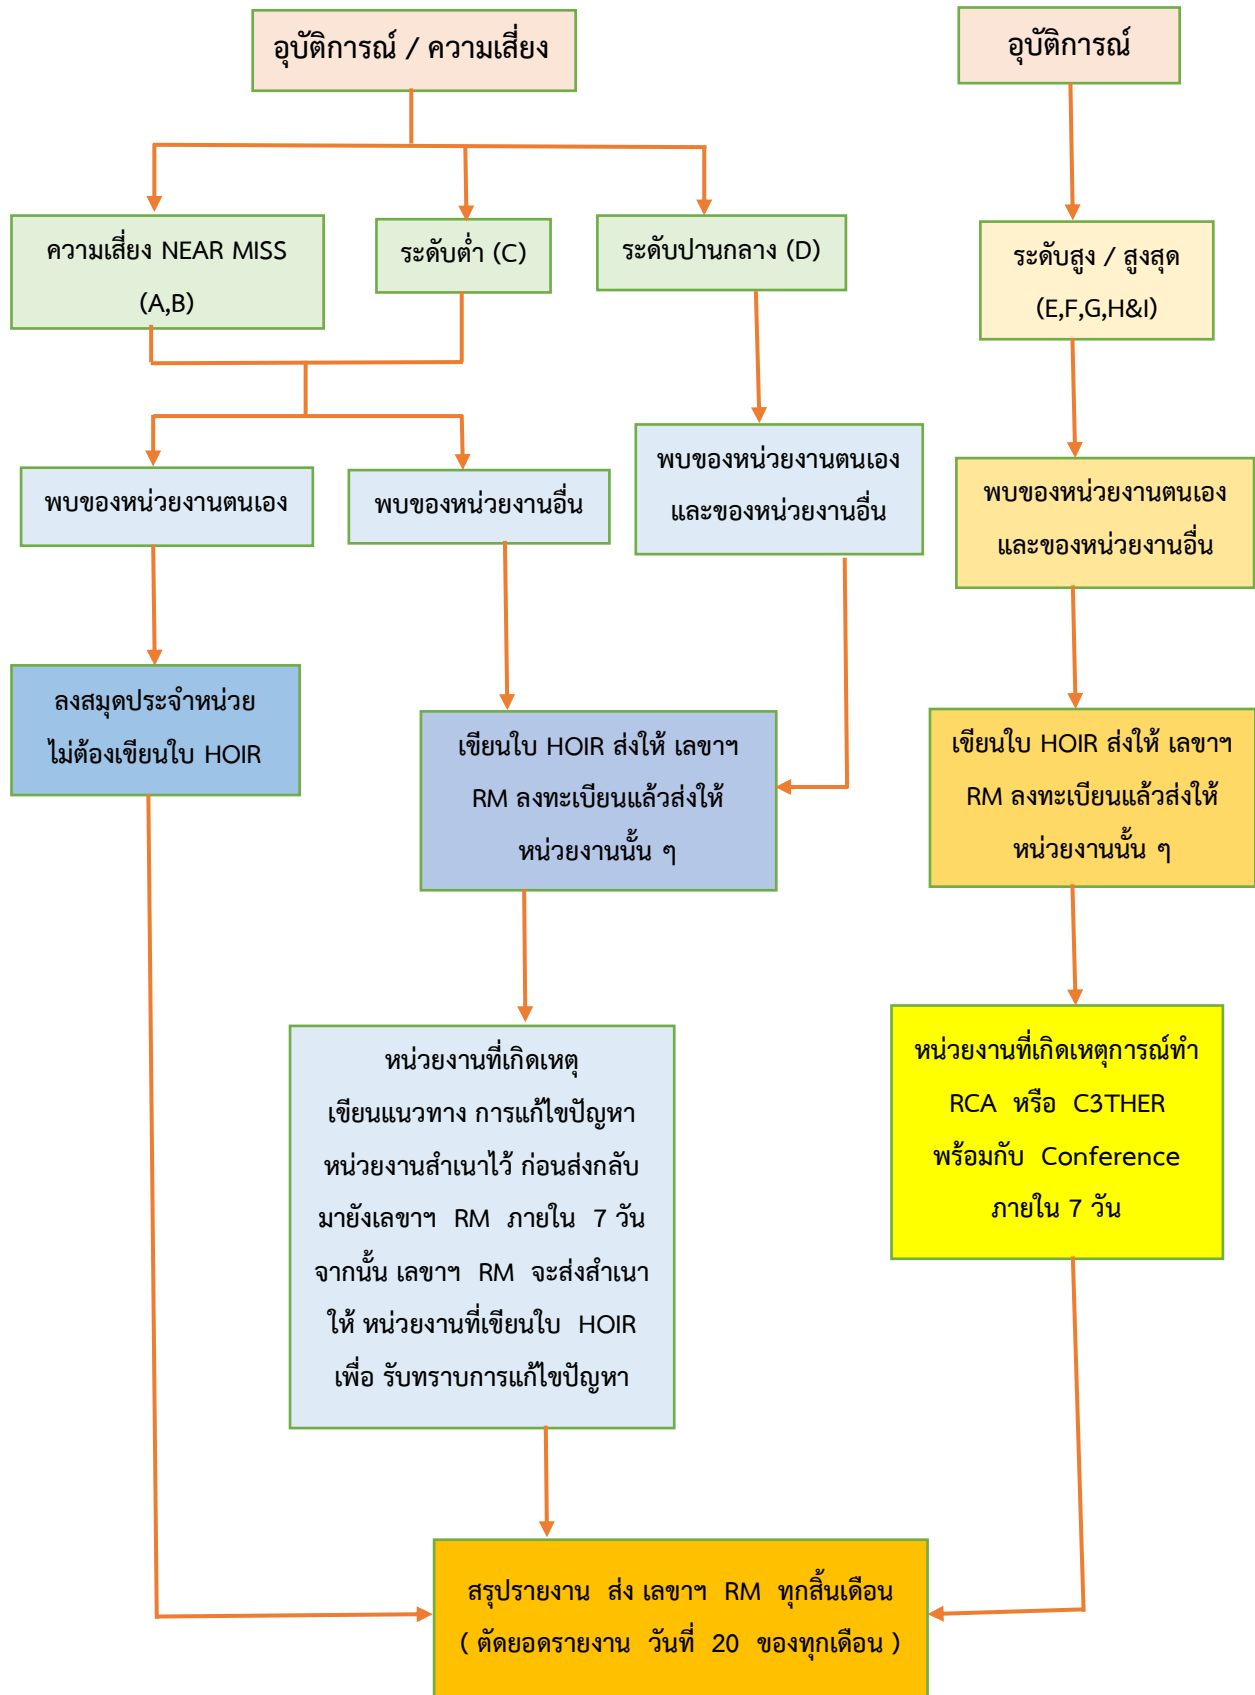 อุบัติการณ์ / ความเสี่ยง
อุบัติการณ์
ความเสี่ยง NEAR MISS
(A,B)
ระดับต่ำ (C)
ระดับปานกลาง (D)
ระดับสูง / สูงสุด
(E,F,G,H&I)
พบของหน่วยงานตนเอง
พบของหน่วยงานอื่น
พบของหน่วยงานตนเอง
และของหน่วยงานอื่น
พบของหน่วยงานตนเอง
และของหน่วยงานอื่น
ลงสมุดประจำหน่วย
ไม่ต้องเขียนใบ HOIR
เขียนใบ HOIR ส่งให้ เลขาฯ
RM ลงทะเบียนแล้วส่งให้
หน่วยงานนั้น ๆ
เขียนใบ HOIR ส่งให้ เลขาฯ
RM ลงทะเบียนแล้วส่งให้
หน่วยงานนั้น ๆ
หน่วยงานที่เกิดเหตุ
เขียนแนวทาง การแก้ไขปัญหา
หน่วยงานสำเนาไว้ ก่อนส่งกลับ
มายังเลขาฯ RM ภายใน 7 วัน
จากนั้น เลขาฯ RM จะส่งสำเนา
ให้ หน่วยงานที่เขียนใบ HOIR
เพื่อ รับทราบการแก้ไขปัญหา
หน่วยงานที่เกิดเหตุการณ์ทำ
RCA หรือ C3THER
พร้อมกับ Conference
ภายใน 7 วัน
สรุปรายงาน ส่ง เลขาฯ RM ทุกสิ้นเดือน
( ตัดยอดรายงาน วันที่ 20 ของทุกเดือน )